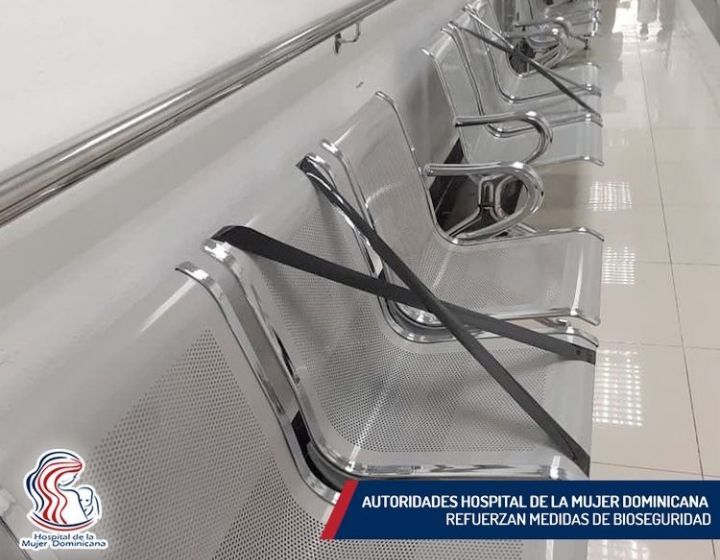 AUTORIDADES HOSPITAL DE LA MUJER DOMINICANA
REFUERZAN MEDIDAS DE BIOSEGURIDAD
Hospital de la
Mujer Dominicana